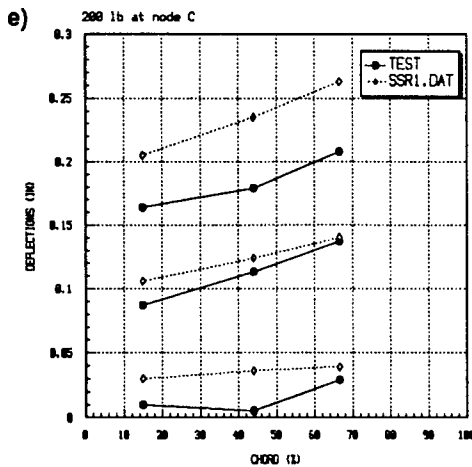 e)
200 lb at node C
TEST
SSR1.DAT
0.3
0.25
0.2
0.15
0.1
0.05
0
DEFLECTIONS (IN)
0 10 20 30 40 50 60 70 80 90 100
CHORD (%)